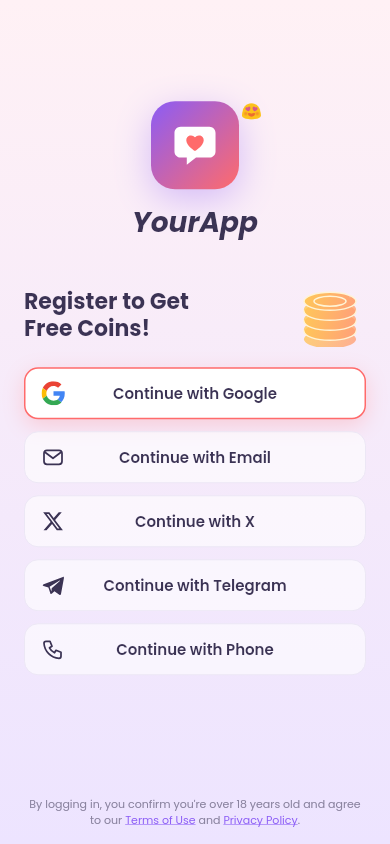 YourApp
Register to Get
Free Coins!
Continue with Google
Continue with Email
Continue with X
Continue with Telegram
Continue with Phone
By logging in, you confirm you're over 18 years old and agree
to our Terms of Use and Privacy Policy.